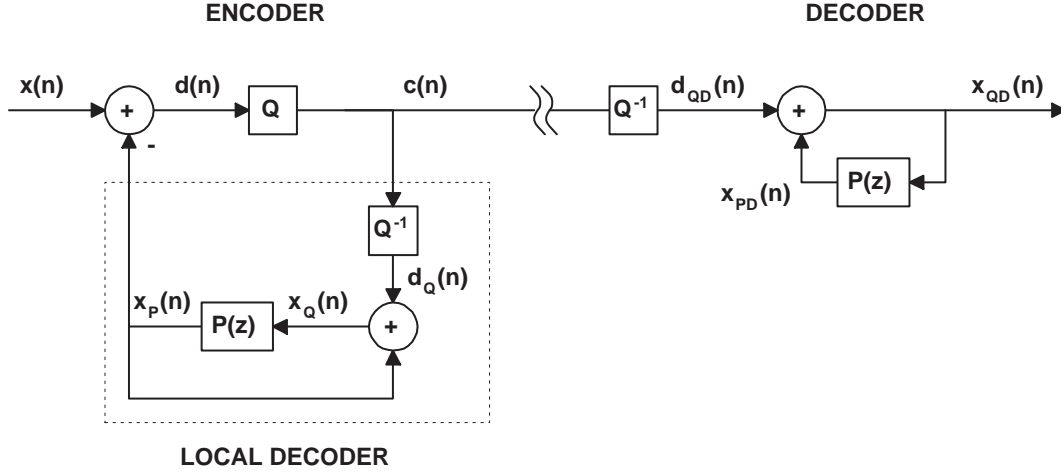 ENCODER
DECODER
x(n)
+
-
d(n)
Q
c(n)
Q⁻¹
d_QD(n)
+
x_QD(n)
x_PD(n)
P(z)
Q⁻¹
d_Q(n)
x_P(n)
P(z)
x_Q(n)
+
LOCAL DECODER